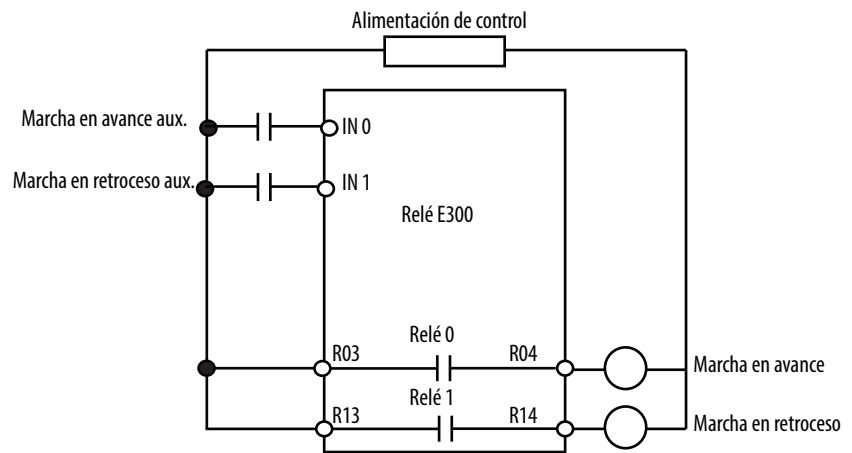 Alimentación de control
Marcha en avance aux.
IN 0
Marcha en retroceso aux.
IN 1
Relé E300
Relé 0
R03
R04
Marcha en avance
Relé 1
R13
R14
Marcha en retroceso